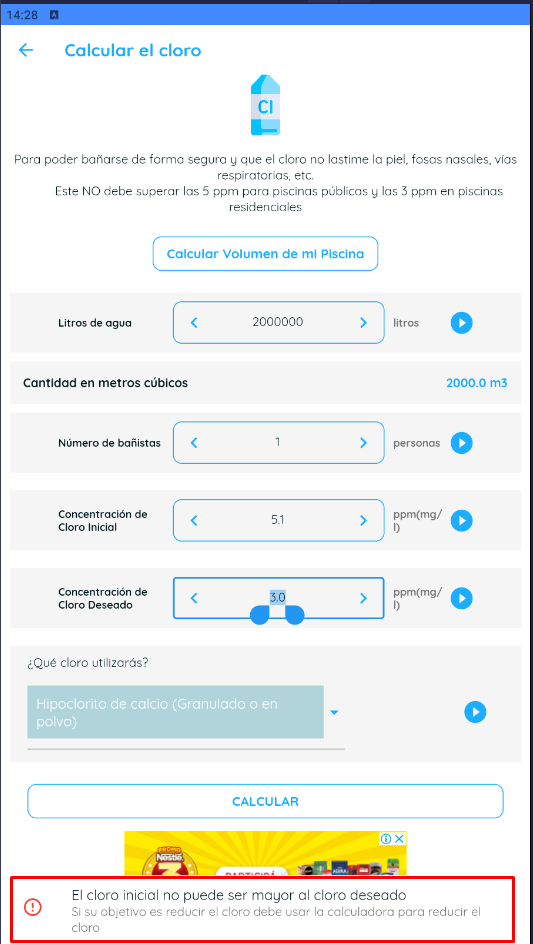 14:28
A
Calcular el cloro
Cl
Para poder bañarse de forma segura y que el cloro no lastime la piel, fosas nasales, vías
respiratorias, etc.
Este NO debe superar las 5 ppm para piscinas públicas y las 3 ppm en piscinas
residenciales
Calcular Volumen de mi Piscina
Litros de agua
2000000
litros
Cantidad en metros cúbicos
2000.0 m3
Número de bañistas
1
personas
Concentración de
Cloro Inicial
5.1
ppm(mg/
l)
Concentración de
Cloro Deseado
3.0
ppm(mg/
l)
¿Qué cloro utilizarás?
Hipoclorito de calcio (Granulado o en
polvo)
CALCULAR
PROMO
Nestlé
3
PARTICIPÁ
El cloro inicial no puede ser mayor al cloro deseado
Si su objetivo es reducir el cloro debe usar la calculadora para reducir el
cloro